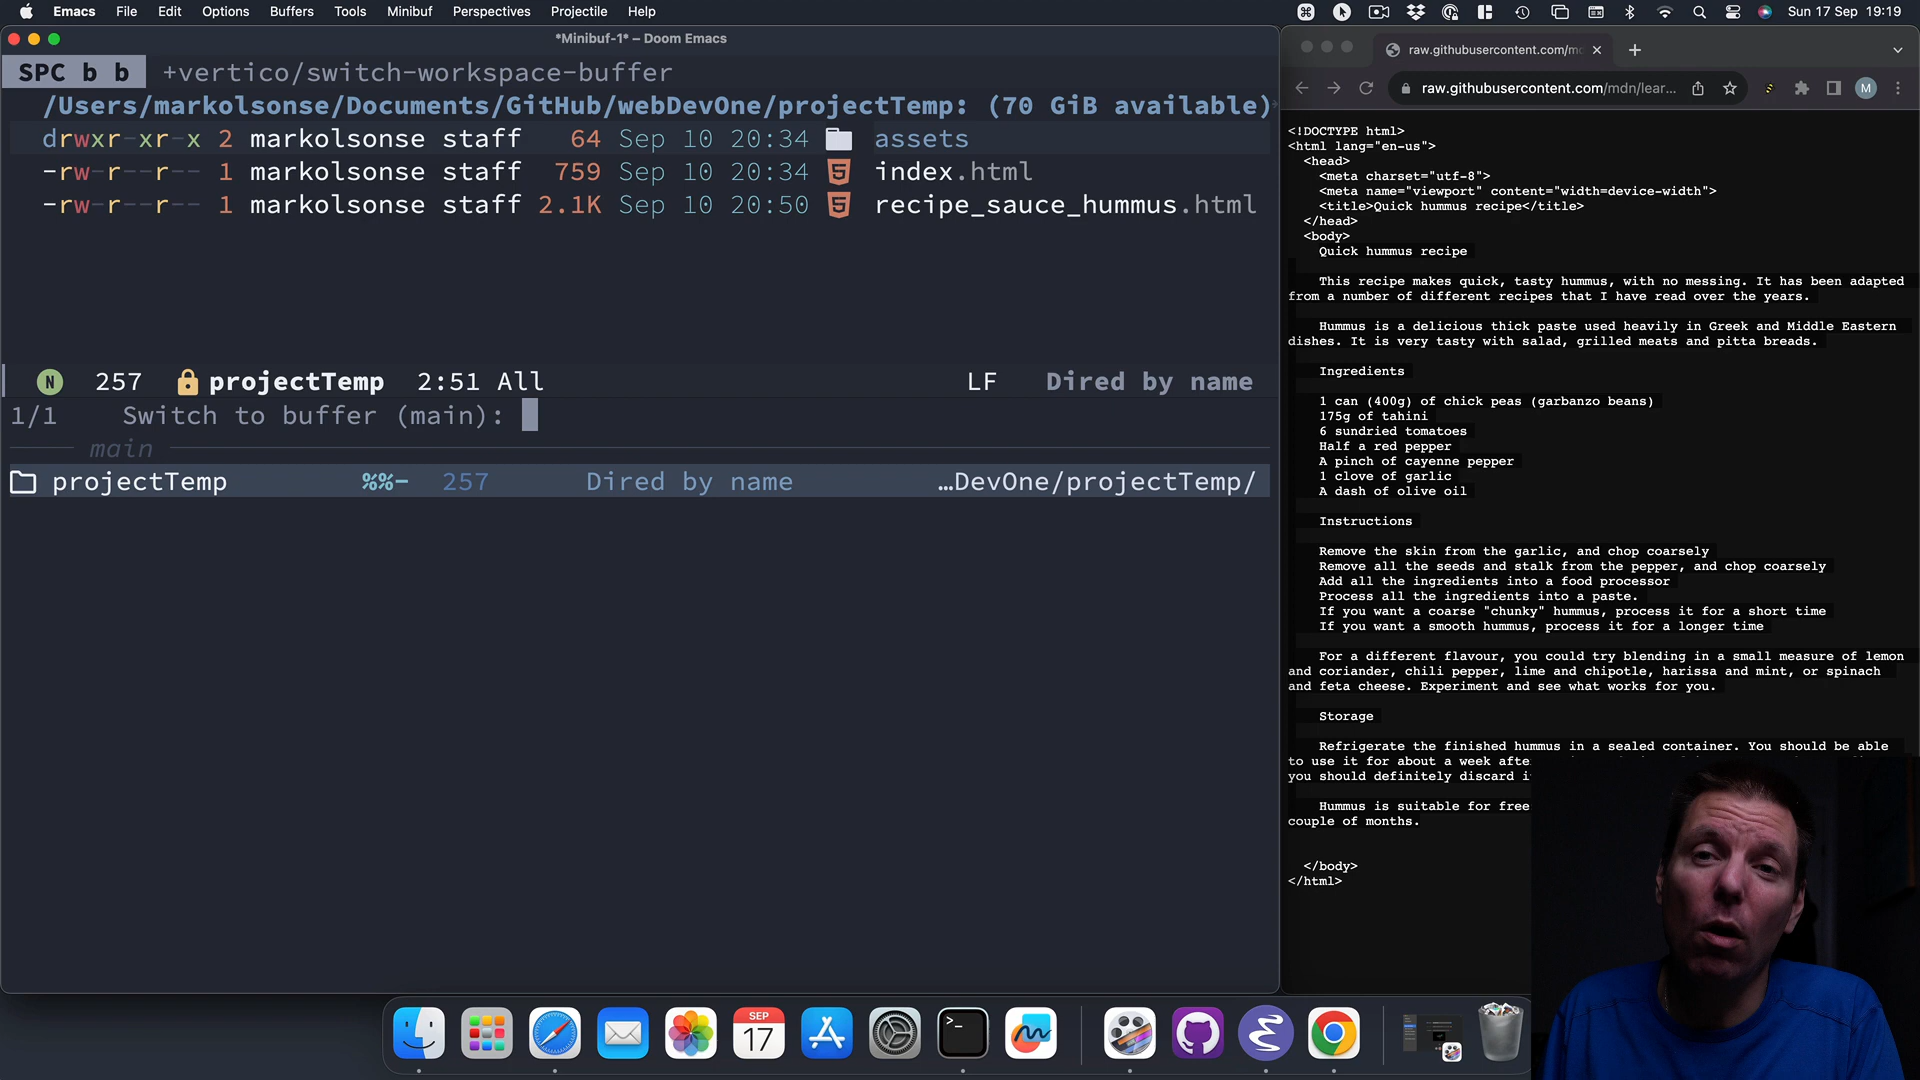 Emacs File Edit Options Buffers Tools Minibuf Perspectives Projectile Help
Sun 17 Sep 19:19
*Minibuf-1* – Doom Emacs
SPC b b +vertico/switch-workspace-buffer
/Users/markolsonse/Documents/GitHub/webDevOne/projectTemp: (70 GiB available)
drwxr-xr-x 2 markolsonse staff 64 Sep 10 20:34 assets
-rw-r--r-- 1 markolsonse staff 759 Sep 10 20:34 index.html
-rw-r--r-- 1 markolsonse staff 2.1K Sep 10 20:50 recipe_sauce_hummus.html
N 257 projectTemp 2:51 All LF Dired by name
1/1 Switch to buffer (main):
main
projectTemp %%- 257 Dired by name …DevOne/projectTemp/
SEP
17
>_
raw.githubusercontent.com/m
raw.githubusercontent.com/mdn/lear...
M
<!DOCTYPE html>
<html lang="en-us">
<head>
<meta charset="utf-8">
<meta name="viewport" content="width=device-width">
<title>Quick hummus recipe</title>
</head>
<body>
Quick hummus recipe
This recipe makes quick, tasty hummus, with no messing. It has been adapted
from a number of different recipes that I have read over the years.
Hummus is a delicious thick paste used heavily in Greek and Middle Eastern
dishes. It is very tasty with salad, grilled meats and pitta breads.
Ingredients
1 can (400g) of chick peas (garbanzo beans)
175g of tahini
6 sundried tomatoes
Half a red pepper
A pinch of cayenne pepper
1 clove of garlic
A dash of olive oil
Instructions
Remove the skin from the garlic, and chop coarsely
Remove all the seeds and stalk from the pepper, and chop coarsely
Add all the ingredients into a food processor
Process all the ingredients into a paste.
If you want a coarse "chunky" hummus, process it for a short time
If you want a smooth hummus, process it for a longer time
For a different flavour, you could try blending in a small measure of lemon
and coriander, chili pepper, lime and chipotle, harissa and mint, or spinach
and feta cheese. Experiment and see what works for you.
Storage
Refrigerate the finished hummus in a sealed container. You should be able
to use it for about a week afte
you should definitely discard i
Hummus is suitable for free
couple of months.
</body>
</html>